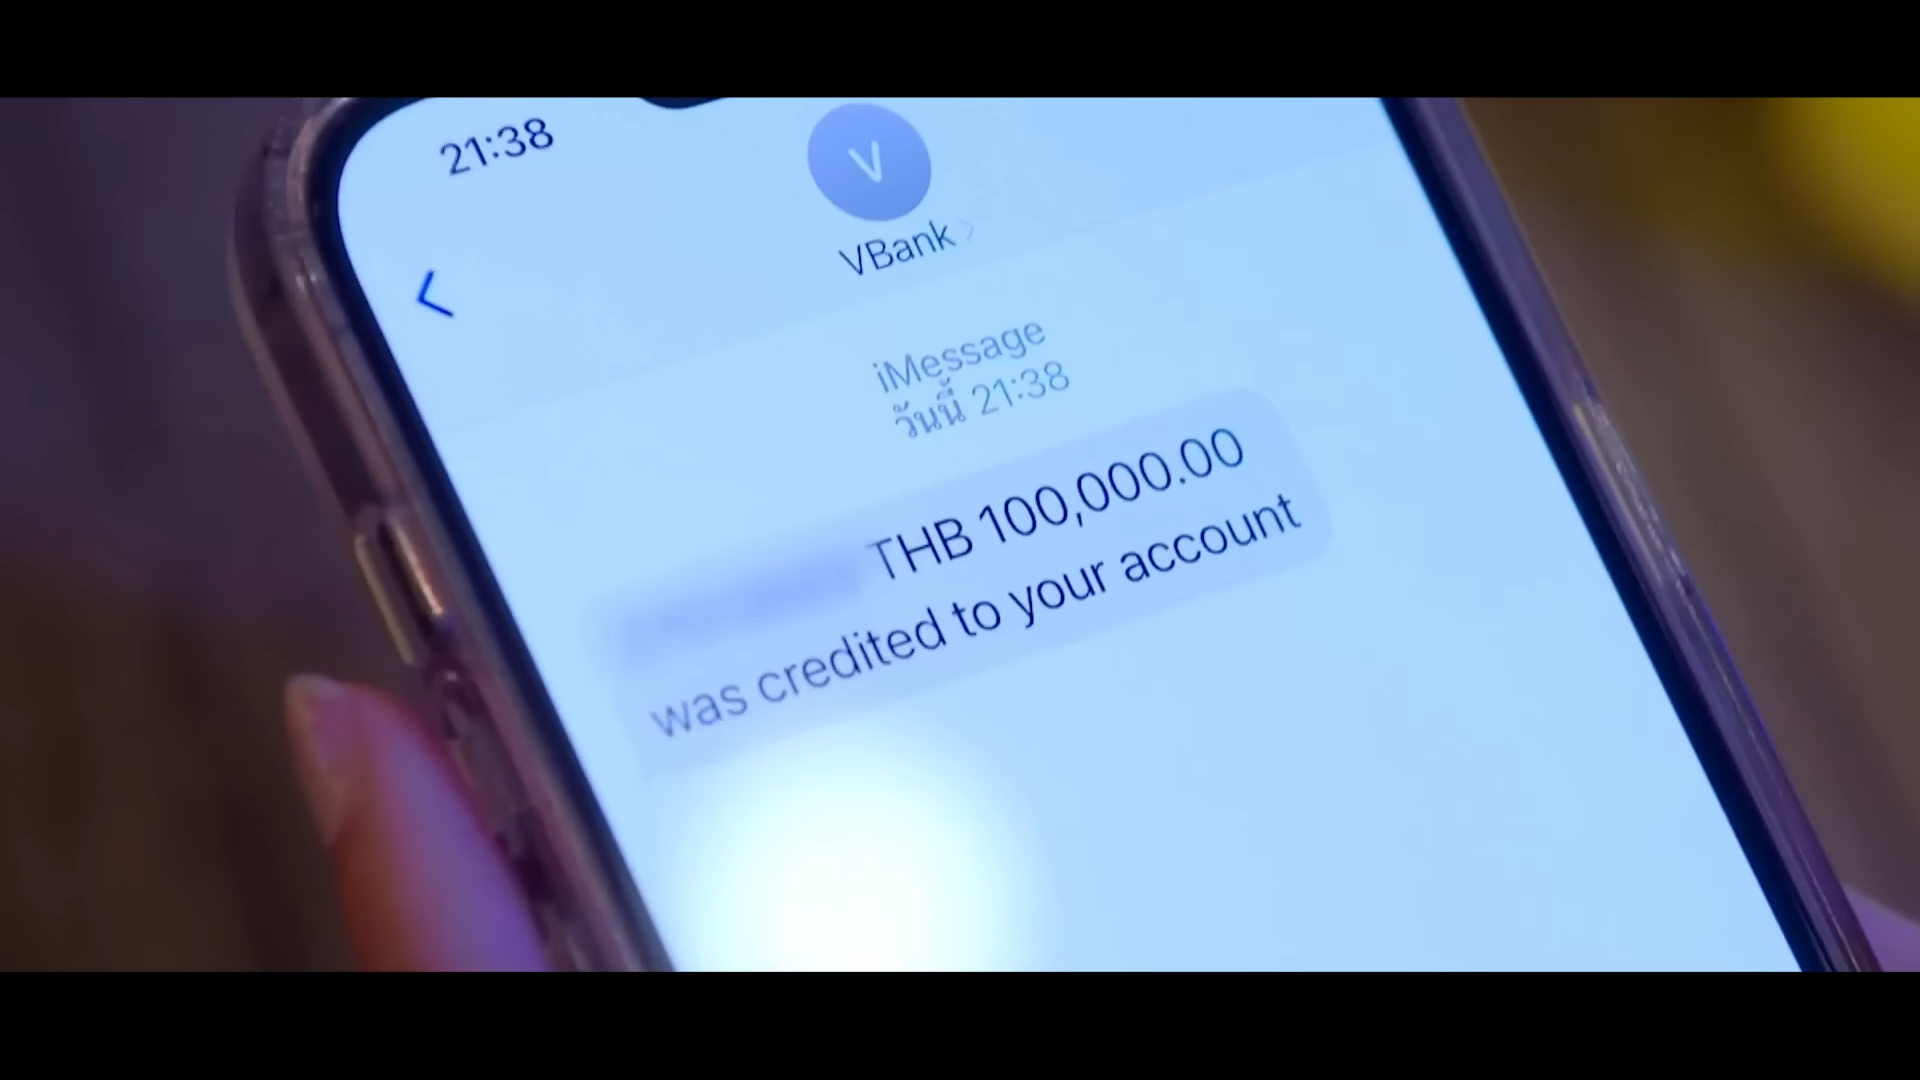 21:38
V
VBank
iMessage
วันนี้ 21:38
THB 100,000.00
was credited to your account